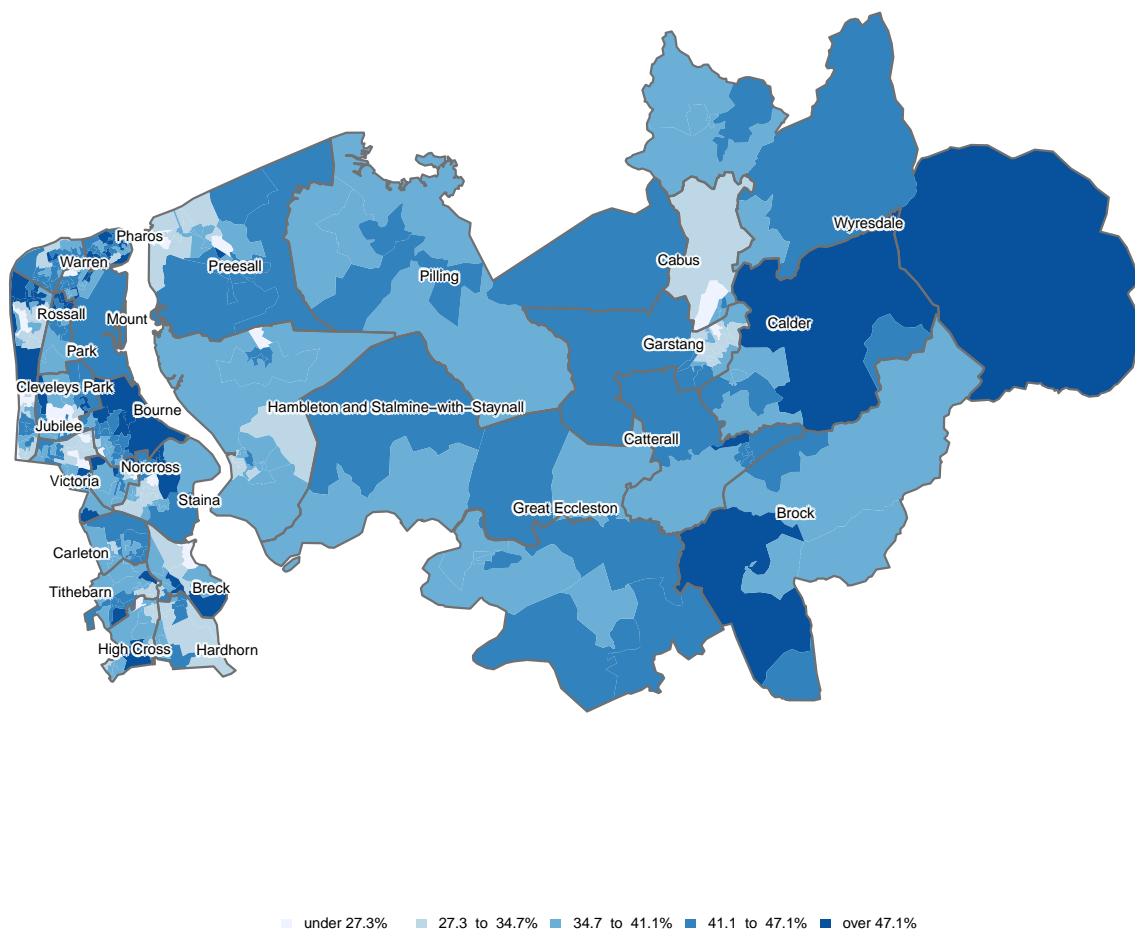 Pharos
Wyresdale
Warren
Cabus
Preesall
Pilling
Rossall
Mount
Calder
Garstang
Park
Cleveleys Park
Hambleton and Stalmine−with−Staynall
Bourne
Jubilee
Catterall
Norcross
Victoria
Staina
Great Eccleston
Brock
Carleton
Tithebarn
Breck
High Cross
Hardhorn
under 27.3%
27.3 to 34.7%
34.7 to 41.1%
41.1 to 47.1%
over 47.1%